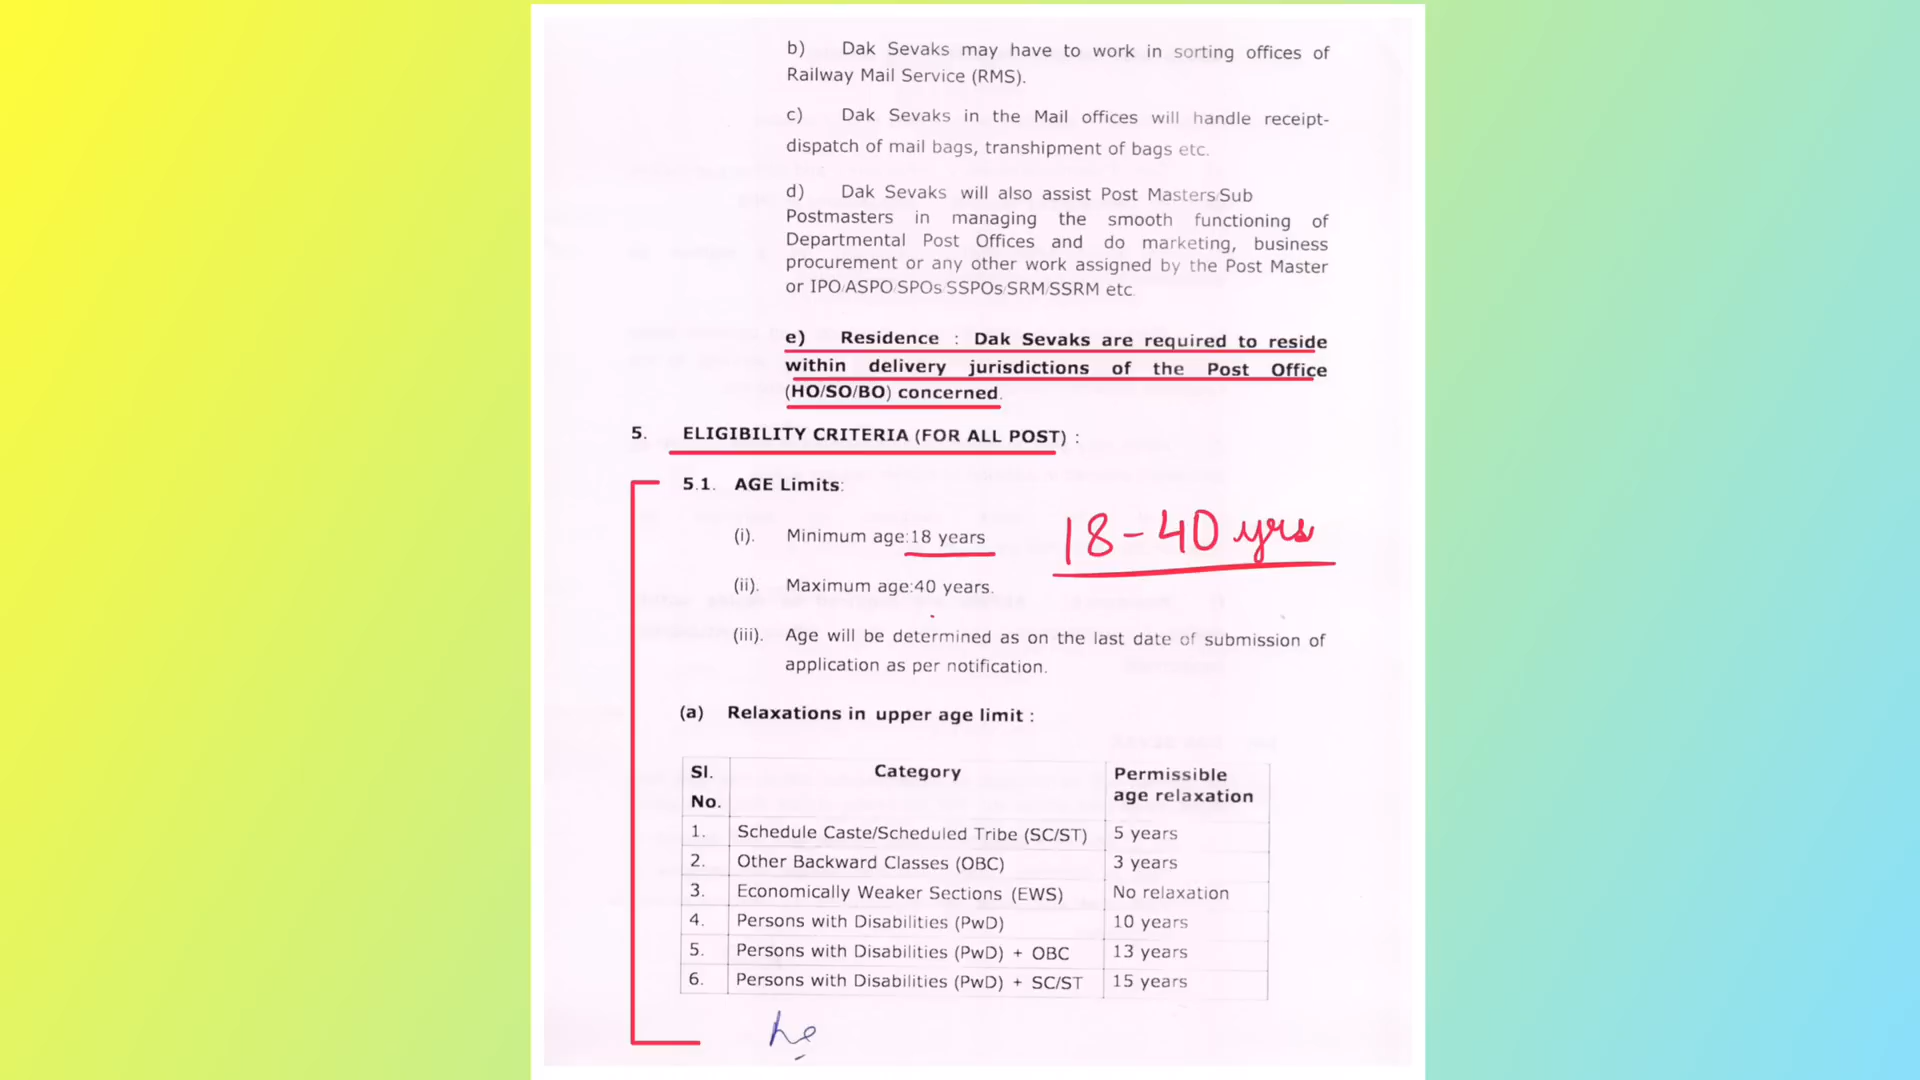 b) Dak Sevaks may have to work in sorting offices of
Railway Mail Service (RMS).
c) Dak Sevaks in the Mail offices will handle receipt-
dispatch of mail bags, transhipment of bags etc.
d) Dak Sevaks will also assist Post Masters/Sub
Postmasters in managing the smooth functioning of
Departmental Post Offices and do marketing, business
procurement or any other work assigned by the Post Master
or IPO/ASPO/SPOs/SSPOs/SRM/SSRM etc.
e) Residence : Dak Sevaks are required to reside
within delivery jurisdictions of the Post Office
(HO/SO/BO) concerned.
5. ELIGIBILITY CRITERIA (FOR ALL POST) :
5.1. AGE Limits:
(i). Minimum age:18 years
18-40 yrs
(ii). Maximum age:40 years.
(iii). Age will be determined as on the last date of submission of
application as per notification.
(a) Relaxations in upper age limit :
Sl. No. Category Permissible age relaxation
1. Schedule Caste/Scheduled Tribe (SC/ST) 5 years
2. Other Backward Classes (OBC) 3 years
3. Economically Weaker Sections (EWS) No relaxation
4. Persons with Disabilities (PwD) 10 years
5. Persons with Disabilities (PwD) + OBC 13 years
6. Persons with Disabilities (PwD) + SC/ST 15 years